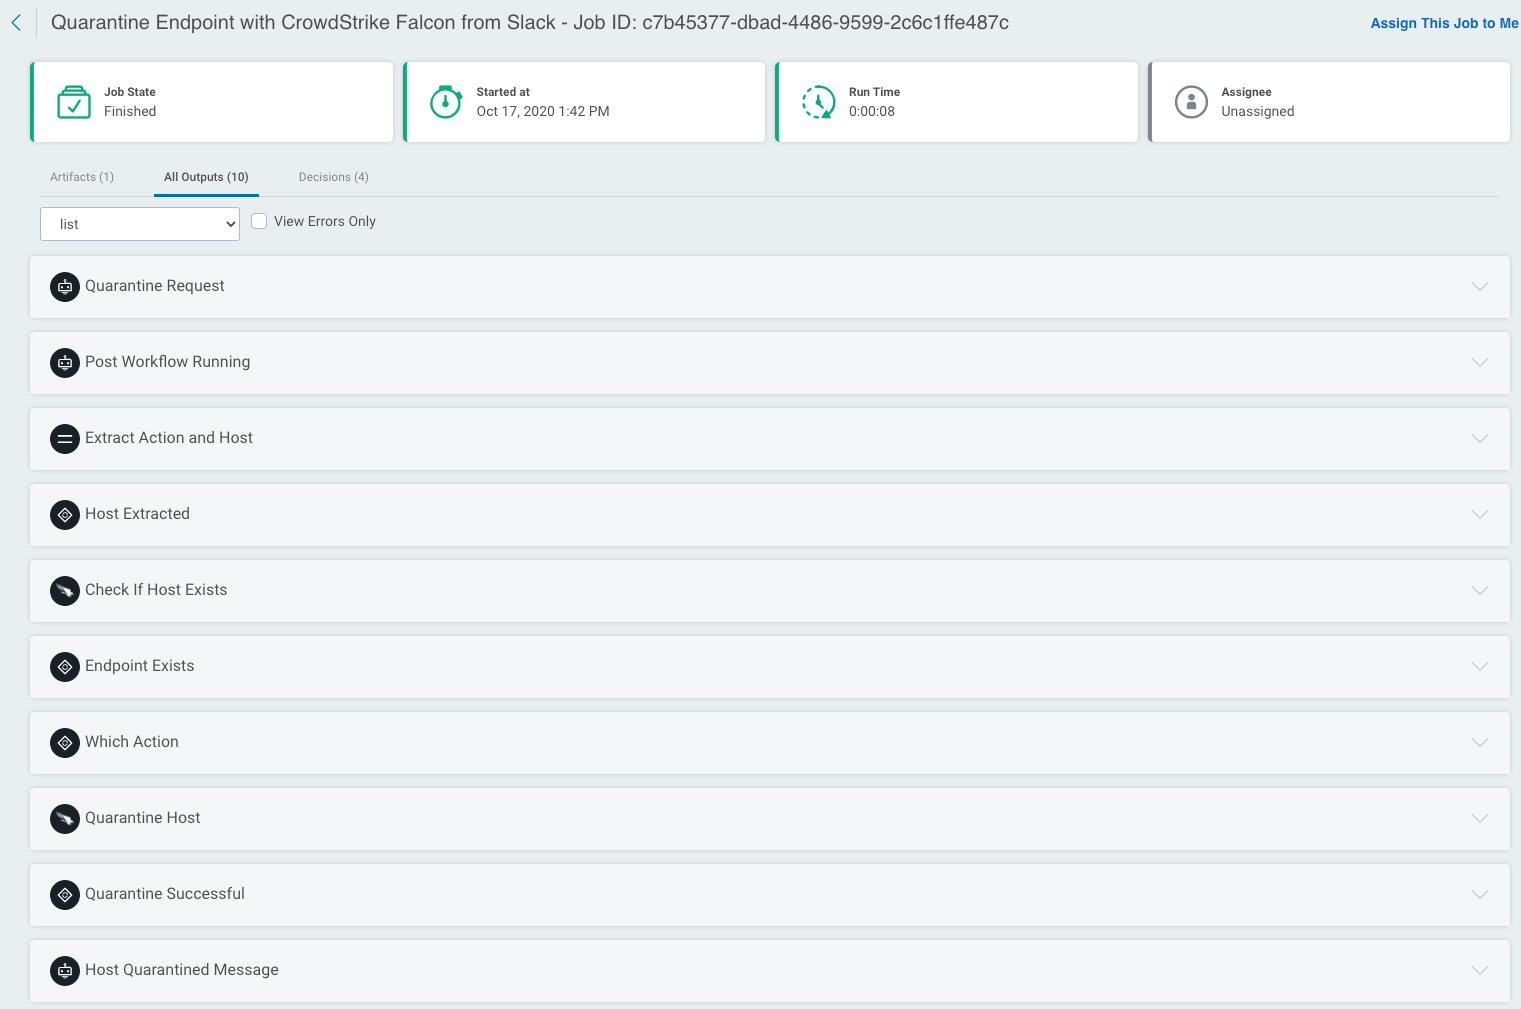 Quarantine Endpoint with CrowdStrike Falcon from Slack - Job ID: c7b45377-dbad-4486-9599-2c6c1ffe487c
Assign This Job to Me
Job State
Finished
Started at
Oct 17, 2020 1:42 PM
Run Time
0:00:08
Assignee
Unassigned
Artifacts (1)
All Outputs (10)
Decisions (4)
list
View Errors Only
Quarantine Request
Post Workflow Running
Extract Action and Host
Host Extracted
Check If Host Exists
Endpoint Exists
Which Action
Quarantine Host
Quarantine Successful
Host Quarantined Message